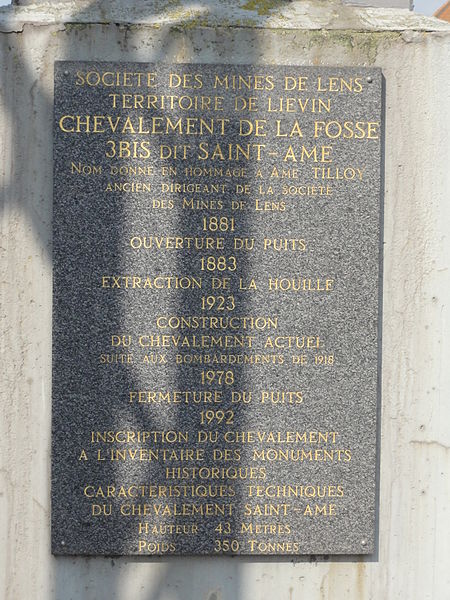 SOCIETE DES MINES DE LENS
TERRITOIRE DE LIEVIN
CHEVALEMENT DE LA FOSSE
3BIS DIT SAINT-AME
NOM DONNE EN HOMMAGE A AME TILLOY
ANCIEN DIRIGEANT DE LA SOCIETE
DES MINES DE LENS
1881
OUVERTURE DU PUITS
1883
EXTRACTION DE LA HOUILLE
1923
CONSTRUCTION
DU CHEVALEMENT ACTUEL
SUITE AUX BOMBARDEMENTS DE 1918
1978
FERMETURE DU PUITS
1992
INSCRIPTION DU CHEVALEMENT
A L'INVENTAIRE DES MONUMENTS
HISTORIQUES
CARACTERISTIQUES TECHNIQUES
DU CHEVALEMENT SAINT-AME
HAUTEUR 43 METRES
POIDS 350 TONNES